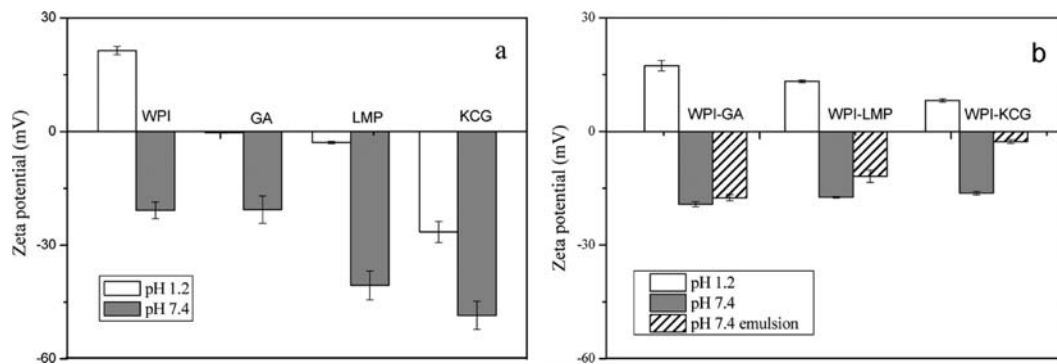 30
0
-30
-60
Zeta potential (mV)
a
WPI GA LMP KCG
pH 1.2
pH 7.4
30
0
-30
-60
Zeta potential (mV)
b
WPI-GA WPI-LMP WPI-KCG
pH 1.2
pH 7.4
pH 7.4 emulsion